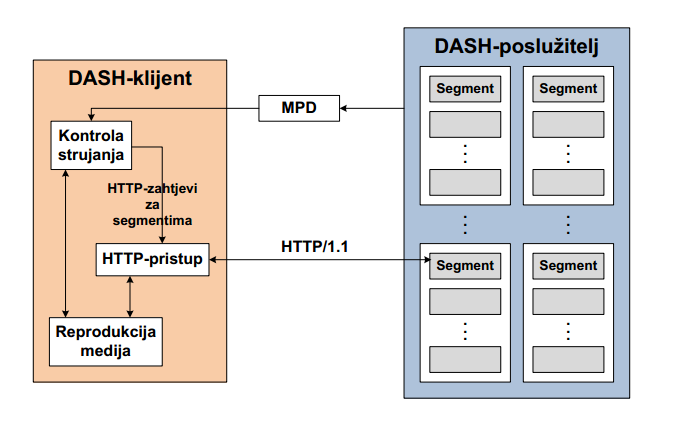 DASH-klijent
Kontrola
strujanja
HTTP-zahtjevi
za
segmentima
HTTP-pristup
Reprodukcija
medija
MPD
HTTP/1.1
DASH-poslužitelj
Segment
Segment
Segment
Segment